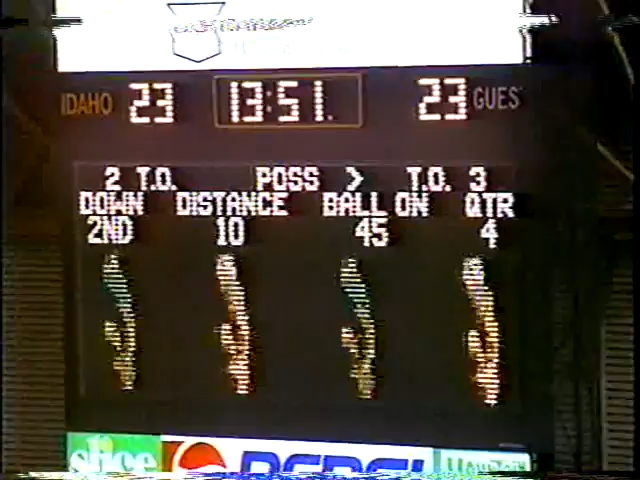 IDAHO 23 13:51 23 GUES
2 T.O. POSS > T.O. 3
DOWN DISTANCE BALL ON QTR
2ND 10 45 4
slice PEPSI